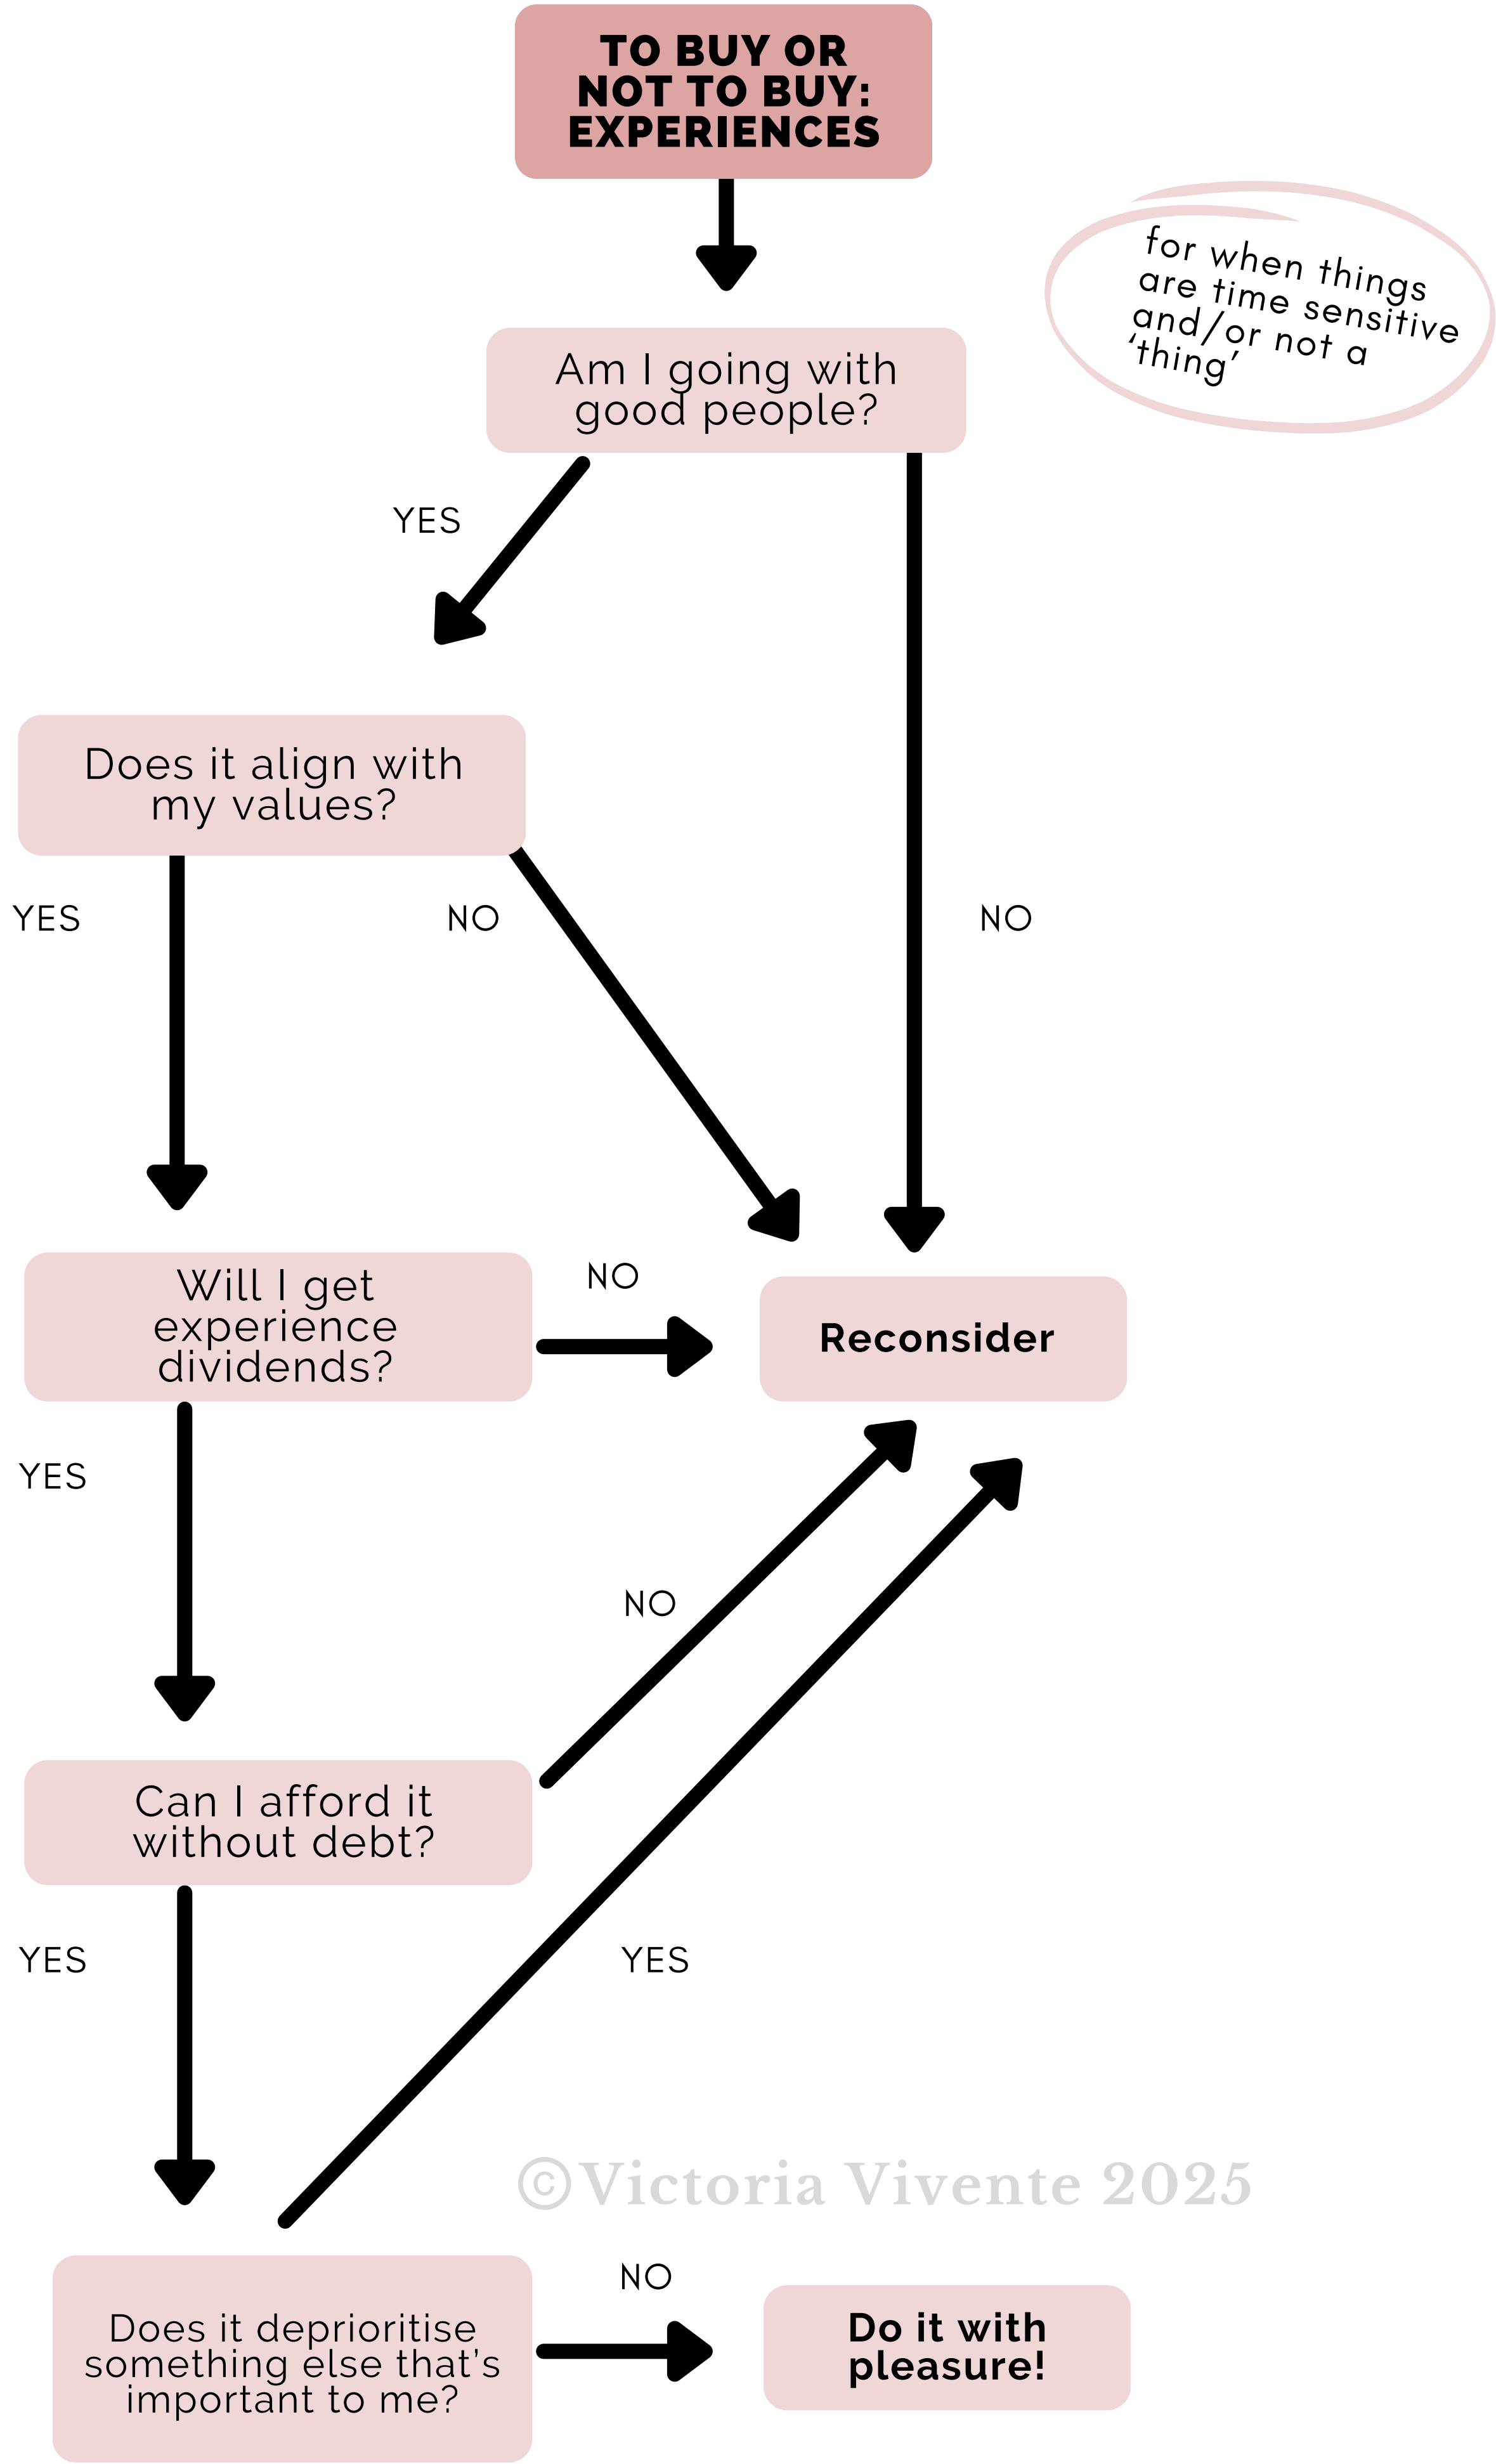 TO BUY OR
NOT TO BUY:
EXPERIENCES
for when things
are time sensitive
and/or not a
'thing'
Am I going with
good people?
YES
NO
Does it align with
my values?
YES
NO
Will I get
experience
dividends?
NO
Reconsider
YES
NO
Can I afford it
without debt?
YES
YES
©Victoria Vivente 2025
Does it deprioritise
something else that's
important to me?
NO
Do it with
pleasure!